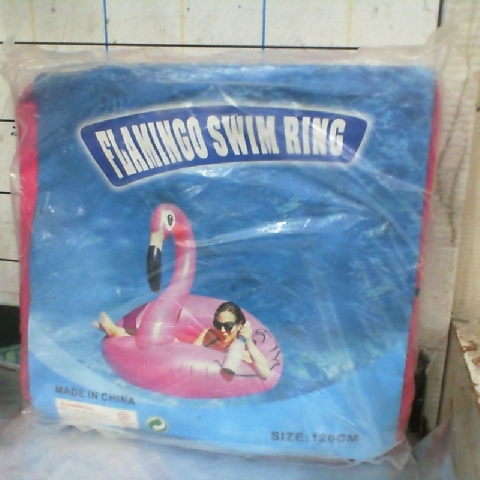 FLAMINGO SWIM RING
MADE IN CHINA
SIZE:120CM